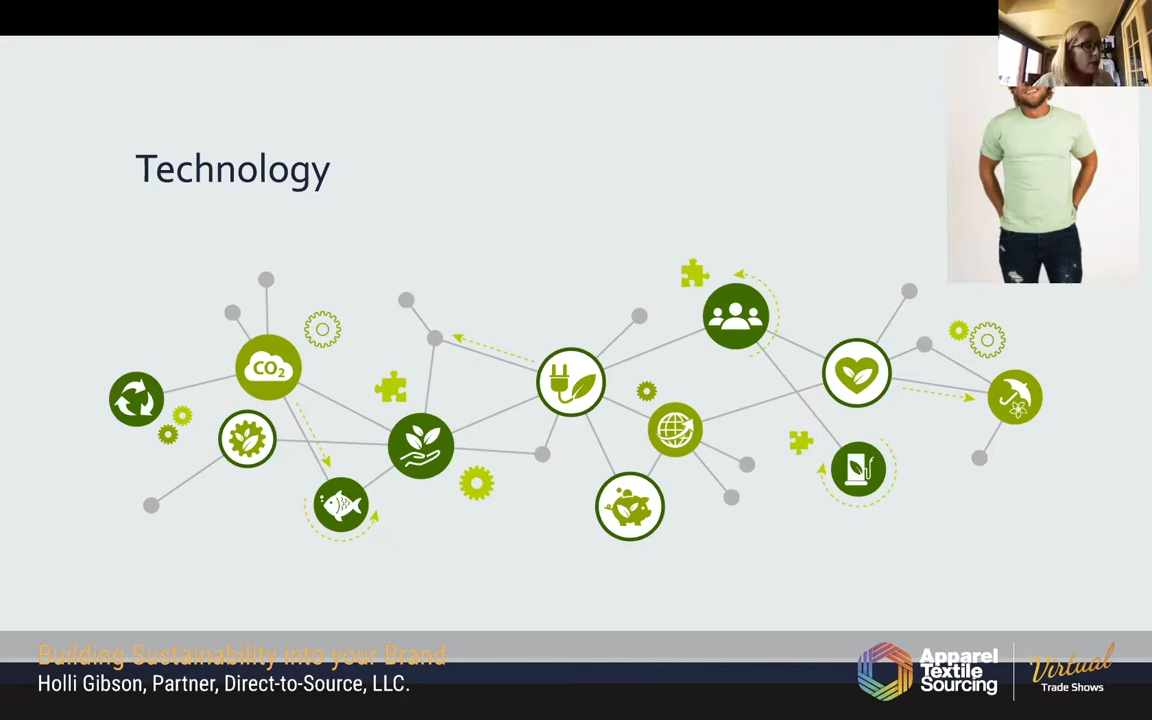 Technology
CO2
Building Sustainability into your Brand
Holli Gibson, Partner, Direct-to-Source, LLC.
Apparel
Textile
Sourcing
Virtual
Trade Shows